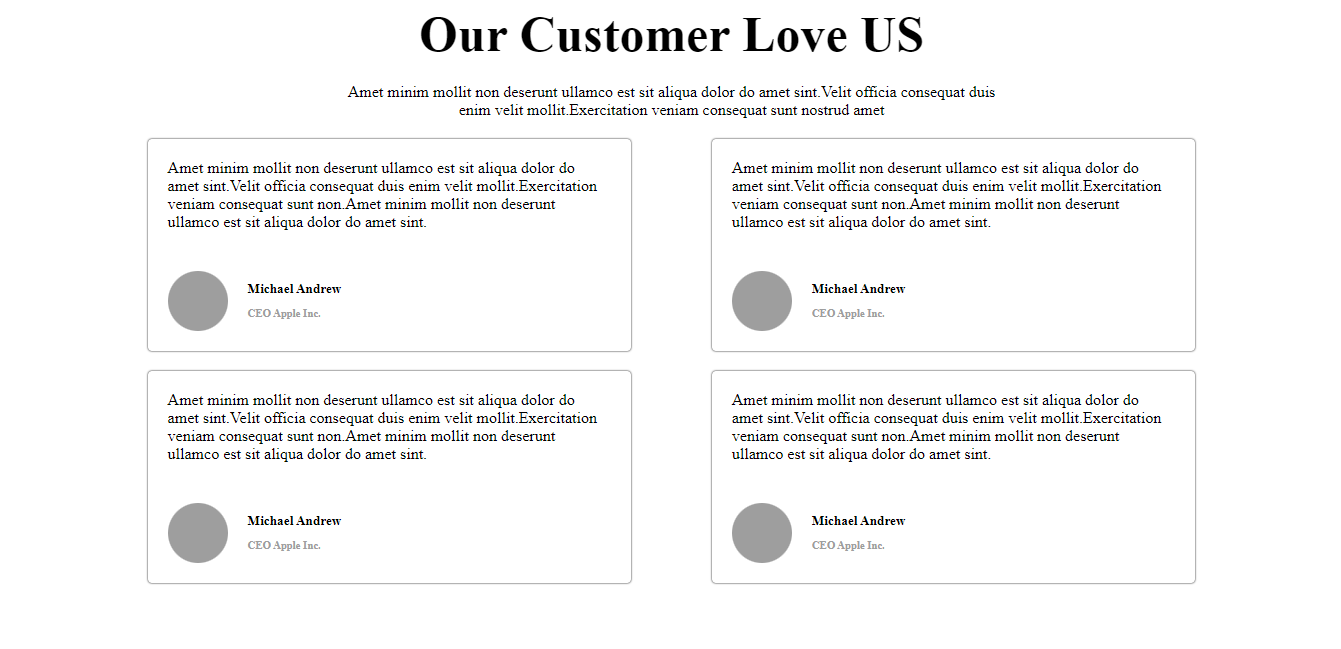 Our Customer Love US
Amet minim mollit non deserunt ullamco est sit aliqua dolor do amet sint.Velit officia consequat duis
enim velit mollit.Exercitation veniam consequat sunt nostrud amet
Amet minim mollit non deserunt ullamco est sit aliqua dolor do
amet sint.Velit officia consequat duis enim velit mollit.Exercitation
veniam consequat sunt non.Amet minim mollit non deserunt
ullamco est sit aliqua dolor do amet sint.
Michael Andrew
CEO Apple Inc.
Amet minim mollit non deserunt ullamco est sit aliqua dolor do
amet sint.Velit officia consequat duis enim velit mollit.Exercitation
veniam consequat sunt non.Amet minim mollit non deserunt
ullamco est sit aliqua dolor do amet sint.
Michael Andrew
CEO Apple Inc.
Amet minim mollit non deserunt ullamco est sit aliqua dolor do
amet sint.Velit officia consequat duis enim velit mollit.Exercitation
veniam consequat sunt non.Amet minim mollit non deserunt
ullamco est sit aliqua dolor do amet sint.
Michael Andrew
CEO Apple Inc.
Amet minim mollit non deserunt ullamco est sit aliqua dolor do
amet sint.Velit officia consequat duis enim velit mollit.Exercitation
veniam consequat sunt non.Amet minim mollit non deserunt
ullamco est sit aliqua dolor do amet sint.
Michael Andrew
CEO Apple Inc.